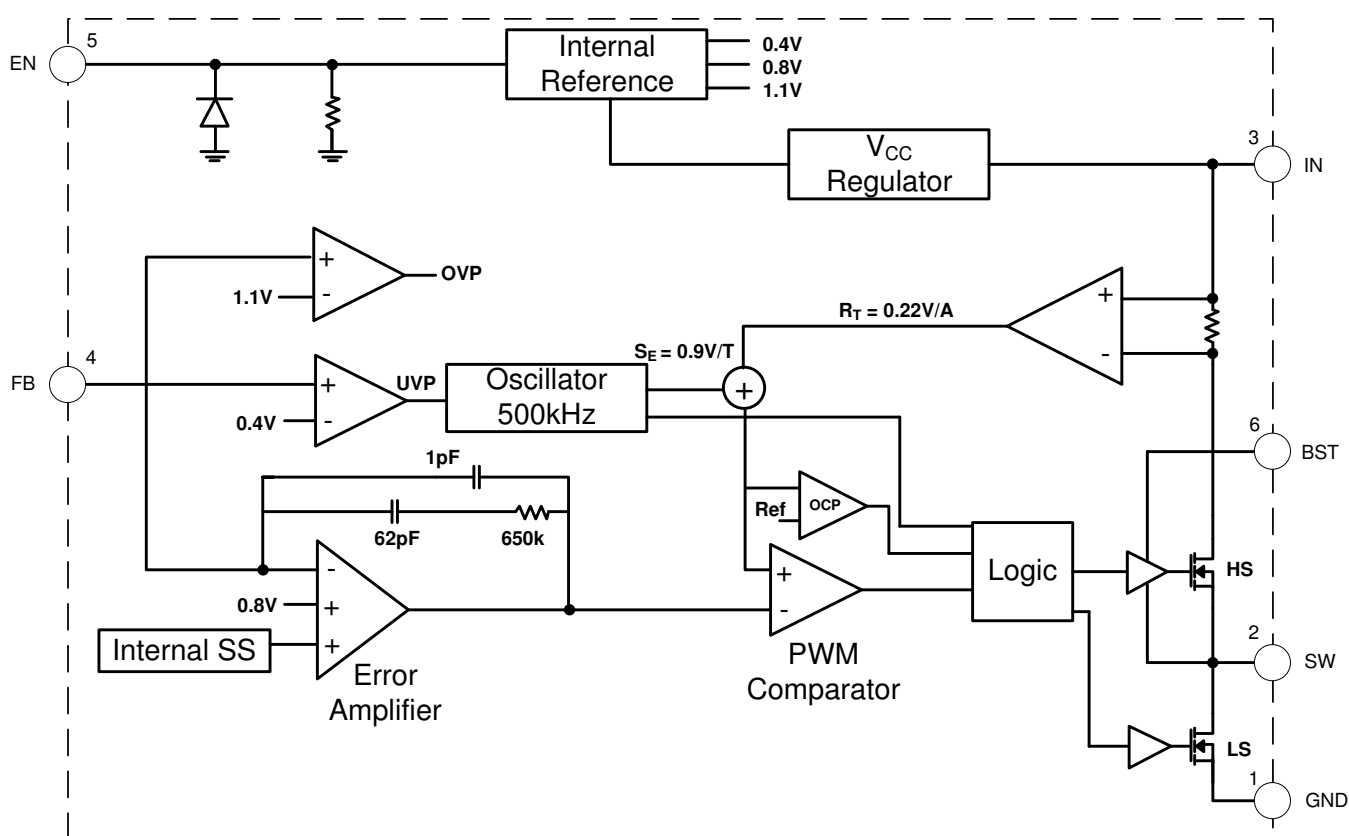 5
EN
Internal
Reference
0.4V
0.8V
1.1V
3
IN
VCC
Regulator
+
-
1.1V
OVP
RT = 0.22V/A
+
-
4
FB
+
-
0.4V
UVP
Oscillator
500kHz
SE = 0.9V/T
+
6
BST
1pF
62pF
650k
Ref
OCP
Logic
HS
-
+
+
0.8V
Internal SS
Error
Amplifier
+
-
PWM
Comparator
2
SW
LS
1
GND